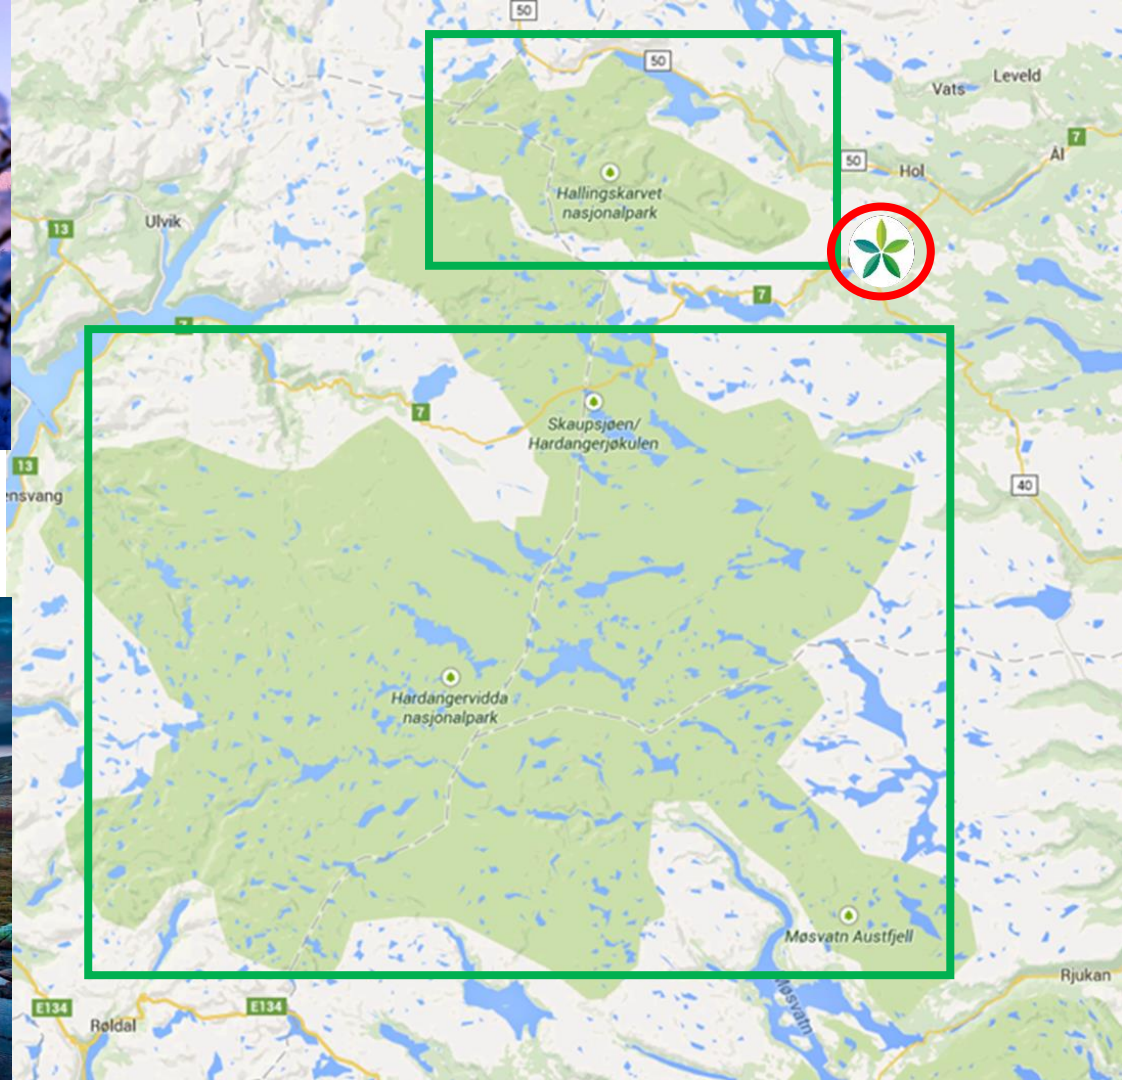 50
50
Leveld
Vats
7
Ål
50
Hol
Hallingskarvet
nasjonalpark
Ulvik
13
7
7
7
Skaupsjøen/
Hardangerjøkulen
13
ensvang
40
Hardangervidda
nasjonalpark
Møsvatn Austfjell
Rjukan
Møsvatn
E134
E134
Røldal